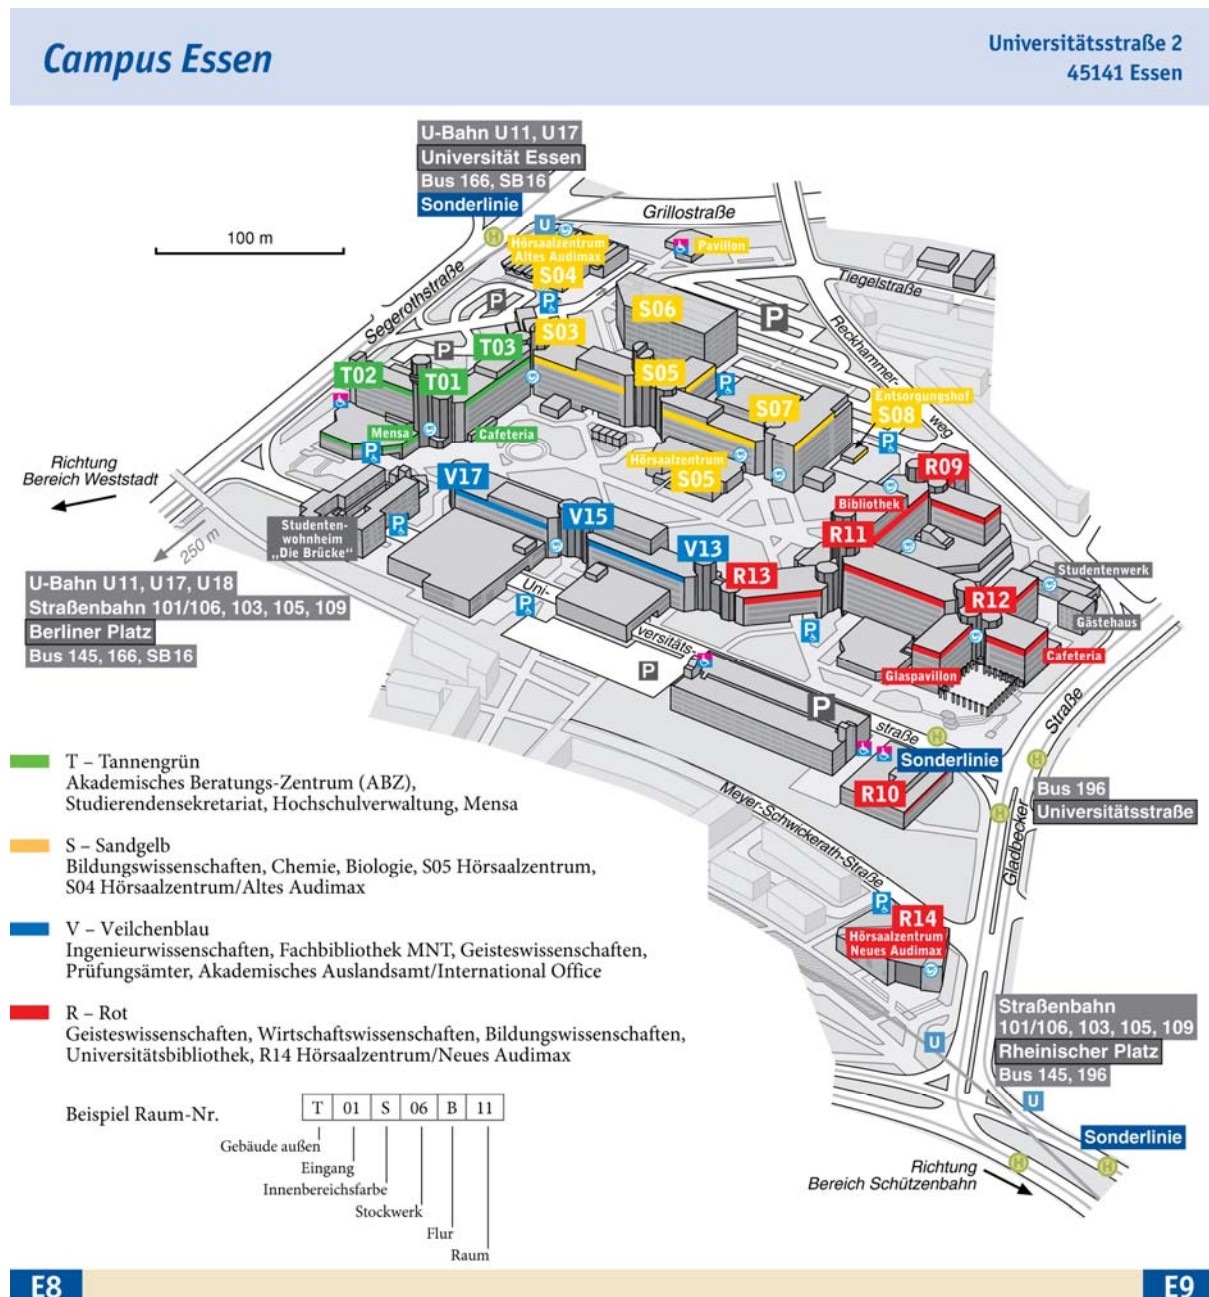 Campus Essen
Universitätsstraße 2
45141 Essen
U-Bahn U11, U17
Universität Essen
Bus 166, SB16
Sonderlinie
Grillostraße
100 m
U
H
Hörsaalzentrum
Altes Audimax
S04
Pavillon
Tiegelstraße
Segerothstraße
P
P
S06
P
S03
Reckhammer-
weg
T03
P
T02
T01
S05
P
S07
Entsorgungshof
S08
P
Mensa
Cafeteria
P
Hörsaalzentrum
S05
R09
Richtung
Bereich Weststadt
V17
Bibliothek
250 m
Studenten-
wohnheim
„Die Brücke“
P
V15
R11
V13
Studentenwerk
U-Bahn U11, U17, U18
Straßenbahn 101/106, 103, 105, 109
Berliner Platz
Bus 145, 166, SB16
Uni-
versitäts-
straße
R13
R12
P
P
Gästehaus
Cafeteria
Glaspavillon
P
P
Straße
H
Sonderlinie
H
R10
Bus 196
Universitätsstraße
H
Gladbecker
Meyer-Schwickerath-Straße
T – Tannengrün
Akademisches Beratungs-Zentrum (ABZ),
Studierendensekretariat, Hochschulverwaltung, Mensa
S – Sandgelb
Bildungswissenschaften, Chemie, Biologie, S05 Hörsaalzentrum,
S04 Hörsaalzentrum/Altes Audimax
V – Veilchenblau
Ingenieurwissenschaften, Fachbibliothek MNT, Geisteswissenschaften,
Prüfungsämter, Akademisches Auslandsamt/International Office
R – Rot
Geisteswissenschaften, Wirtschaftswissenschaften, Bildungswissenschaften,
Universitätsbibliothek, R14 Hörsaalzentrum/Neues Audimax
P
R14
Hörsaalzentrum
Neues Audimax
Straßenbahn
101/106, 103, 105, 109
Rheinischer Platz
Bus 145, 196
U
U
Sonderlinie
H
H
Richtung
Bereich Schützenbahn
Beispiel Raum-Nr.
T 01 S 06 B 11
Gebäude außen
Eingang
Innenbereichsfarbe
Stockwerk
Flur
Raum
E8
E9